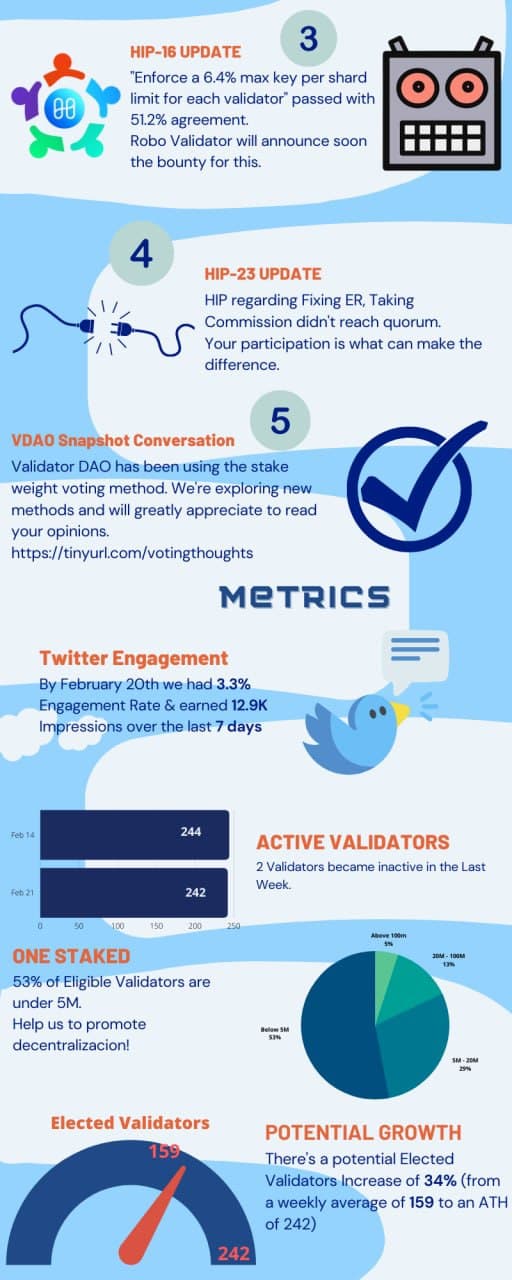 3
HIP-16 UPDATE
"Enforce a 6.4% max key per shard
limit for each validator" passed with
51.2% agreement.
Robo Validator will announce soon
the bounty for this.
4
HIP-23 UPDATE
HIP regarding Fixing ER, Taking
Commission didn't reach quorum.
Your participation is what can make the
difference.
5
VDAO Snapshot Conversation
Validator DAO has been using the stake
weight voting method. We're exploring new
methods and will greatly appreciate to read
your opinions.
https://tinyurl.com/votingthoughts
METRICS
Twitter Engagement
By February 20th we had 3.3%
Engagement Rate & earned 12.9K
Impressions over the last 7 days
Feb 14
244
Feb 21
242
0 50 100 150 200 250
ACTIVE VALIDATORS
2 Validators became inactive in the Last
Week.
ONE STAKED
53% of Eligible Validators are
under 5M.
Help us to promote
decentralizacion!
Above 100m
5%
20M - 100M
13%
Below 5M
53%
5M - 20M
29%
Elected Validators
159
242
POTENTIAL GROWTH
There's a potential Elected
Validators Increase of 34% (from
a weekly average of 159 to an ATH
of 242)